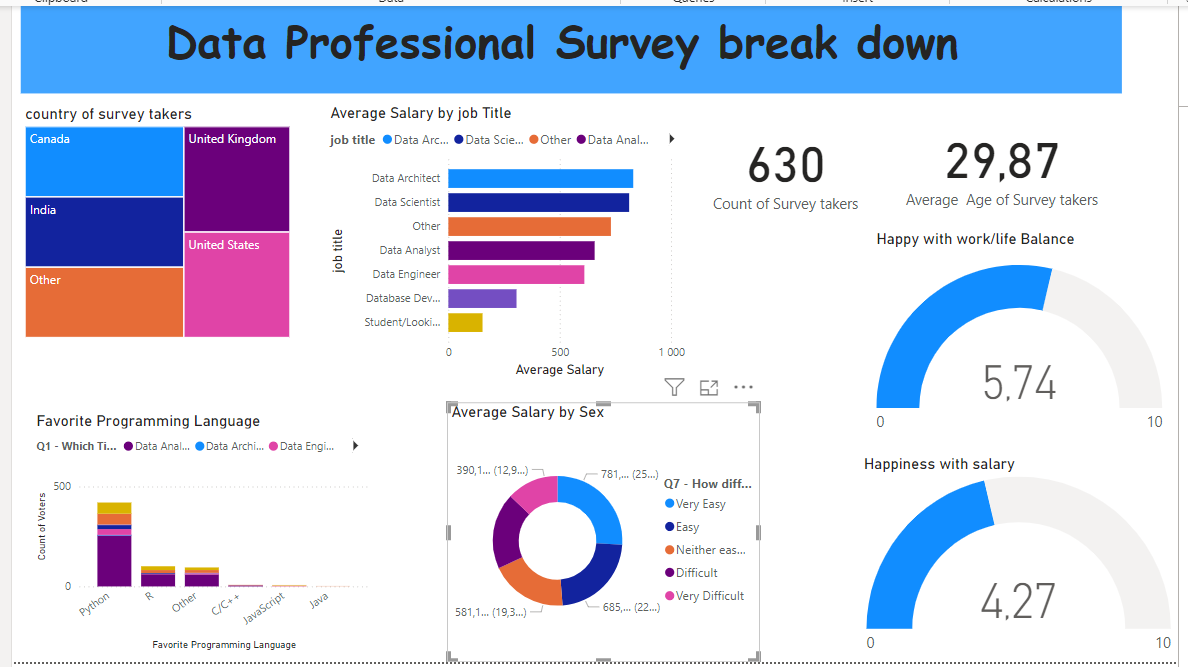 Clipboard
Data
Queries
Insert
Calculations
Data Professional Survey break down
country of survey takers
Canada
United Kingdom
India
United States
Other
Average Salary by job Title
job title Data Arc... Data Scie... Other Data Anal...
job title
Data Architect
Data Scientist
Other
Data Analyst
Data Engineer
Database Dev...
Student/Looki...
0 500 1 000
Average Salary
630
Count of Survey takers
29,87
Average Age of Survey takers
Happy with work/life Balance
5,74
0 10
Favorite Programming Language
Q1 - Which Ti... Data Anal... Data Archi... Data Engi...
Count of Voters
500
0
Python R Other C/C++ JavaScript Java
Favorite Programming Language
Average Salary by Sex
390,1... (12,9...)
781,... (25...)
581,1... (19,3...)
685,... (22...)
Q7 - How diff...
Very Easy
Easy
Neither eas...
Difficult
Very Difficult
Happiness with salary
4,27
0 10